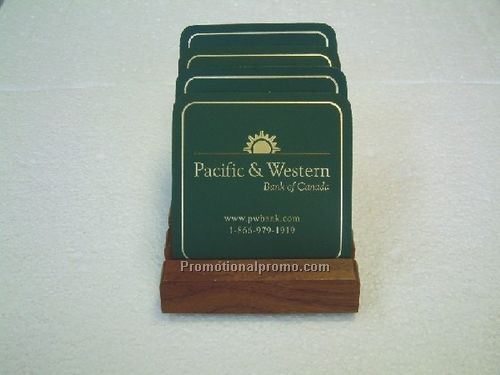 Pacific & Western
Bank of Canada
www.pwbank.com
1-866-979-1919
Promotionalpromo.com